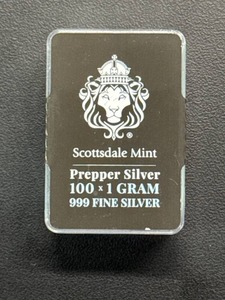 ®
Scottsdale Mint
Prepper Silver
100 x 1 GRAM
999 FINE SILVER